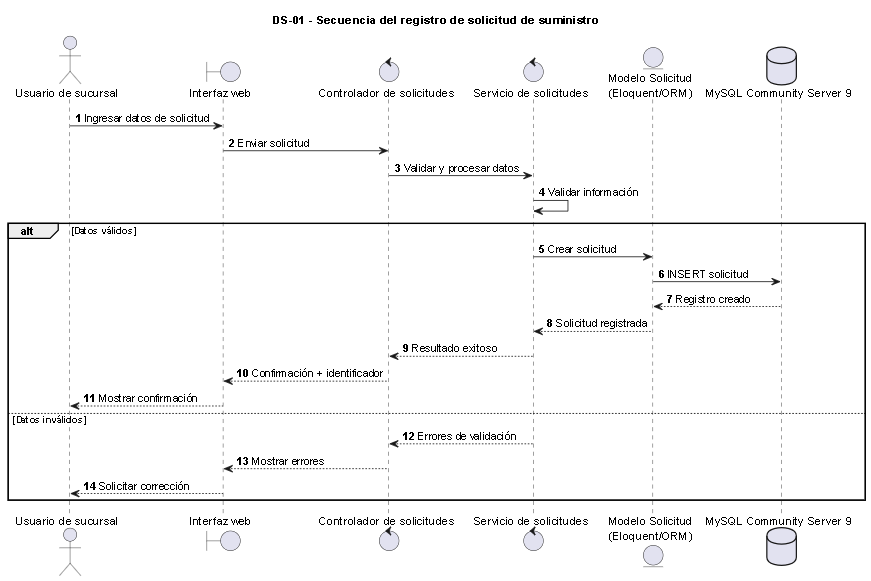 DS-01 - Secuencia del registro de solicitud de suministro
Usuario de sucursal
Interfaz web
Controlador de solicitudes
Servicio de solicitudes
Modelo Solicitud
(Eloquent/ORM)
MySQL Community Server 9
1 Ingresar datos de solicitud
2 Enviar solicitud
3 Validar y procesar datos
4 Validar información
alt [Datos válidos]
5 Crear solicitud
6 INSERT solicitud
7 Registro creado
8 Solicitud registrada
9 Resultado exitoso
10 Confirmación + identificador
11 Mostrar confirmación
[Datos inválidos]
12 Errores de validación
13 Mostrar errores
14 Solicitar corrección
Usuario de sucursal
Interfaz web
Controlador de solicitudes
Servicio de solicitudes
Modelo Solicitud
(Eloquent/ORM)
MySQL Community Server 9